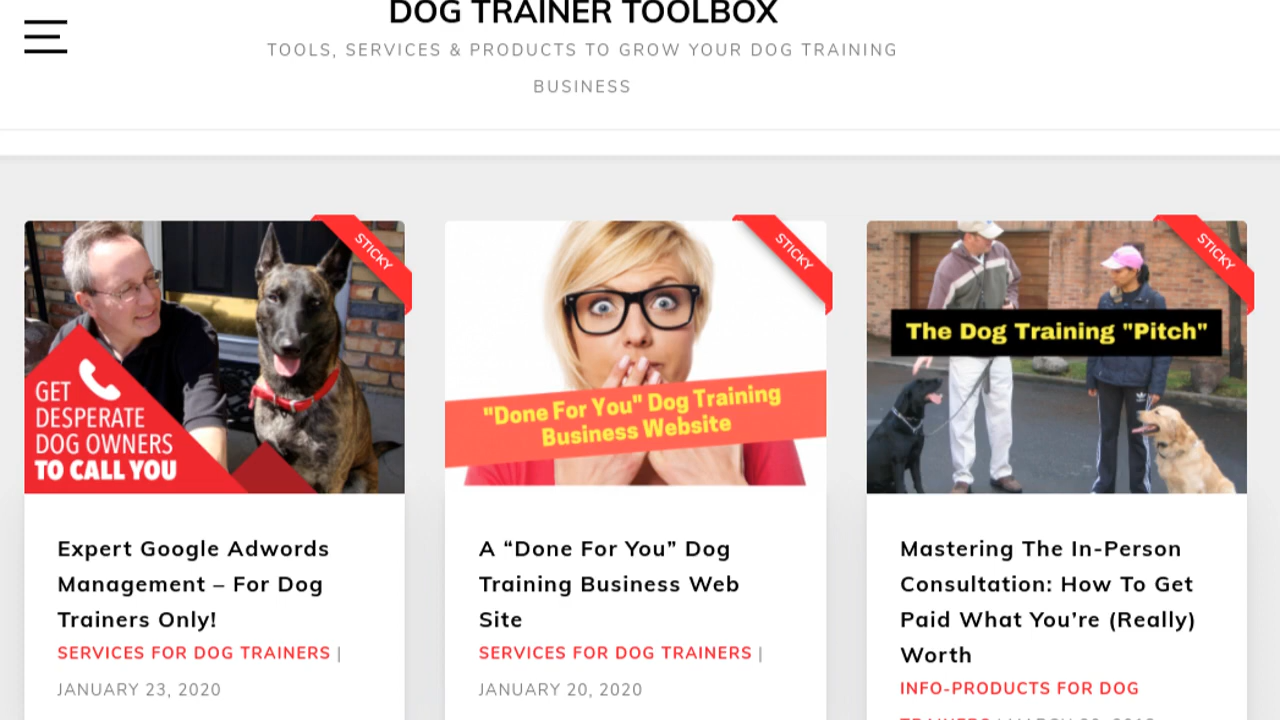 DOG TRAINER TOOLBOX
TOOLS, SERVICES & PRODUCTS TO GROW YOUR DOG TRAINING
BUSINESS
STICKY
GET
DESPERATE
DOG OWNERS
TO CALL YOU
Expert Google Adwords
Management – For Dog
Trainers Only!
SERVICES FOR DOG TRAINERS |
JANUARY 23, 2020
STICKY
"Done For You" Dog Training
Business Website
A “Done For You” Dog
Training Business Web
Site
SERVICES FOR DOG TRAINERS |
JANUARY 20, 2020
STICKY
The Dog Training "Pitch"
Mastering The In-Person
Consultation: How To Get
Paid What You’re (Really)
Worth
INFO-PRODUCTS FOR DOG